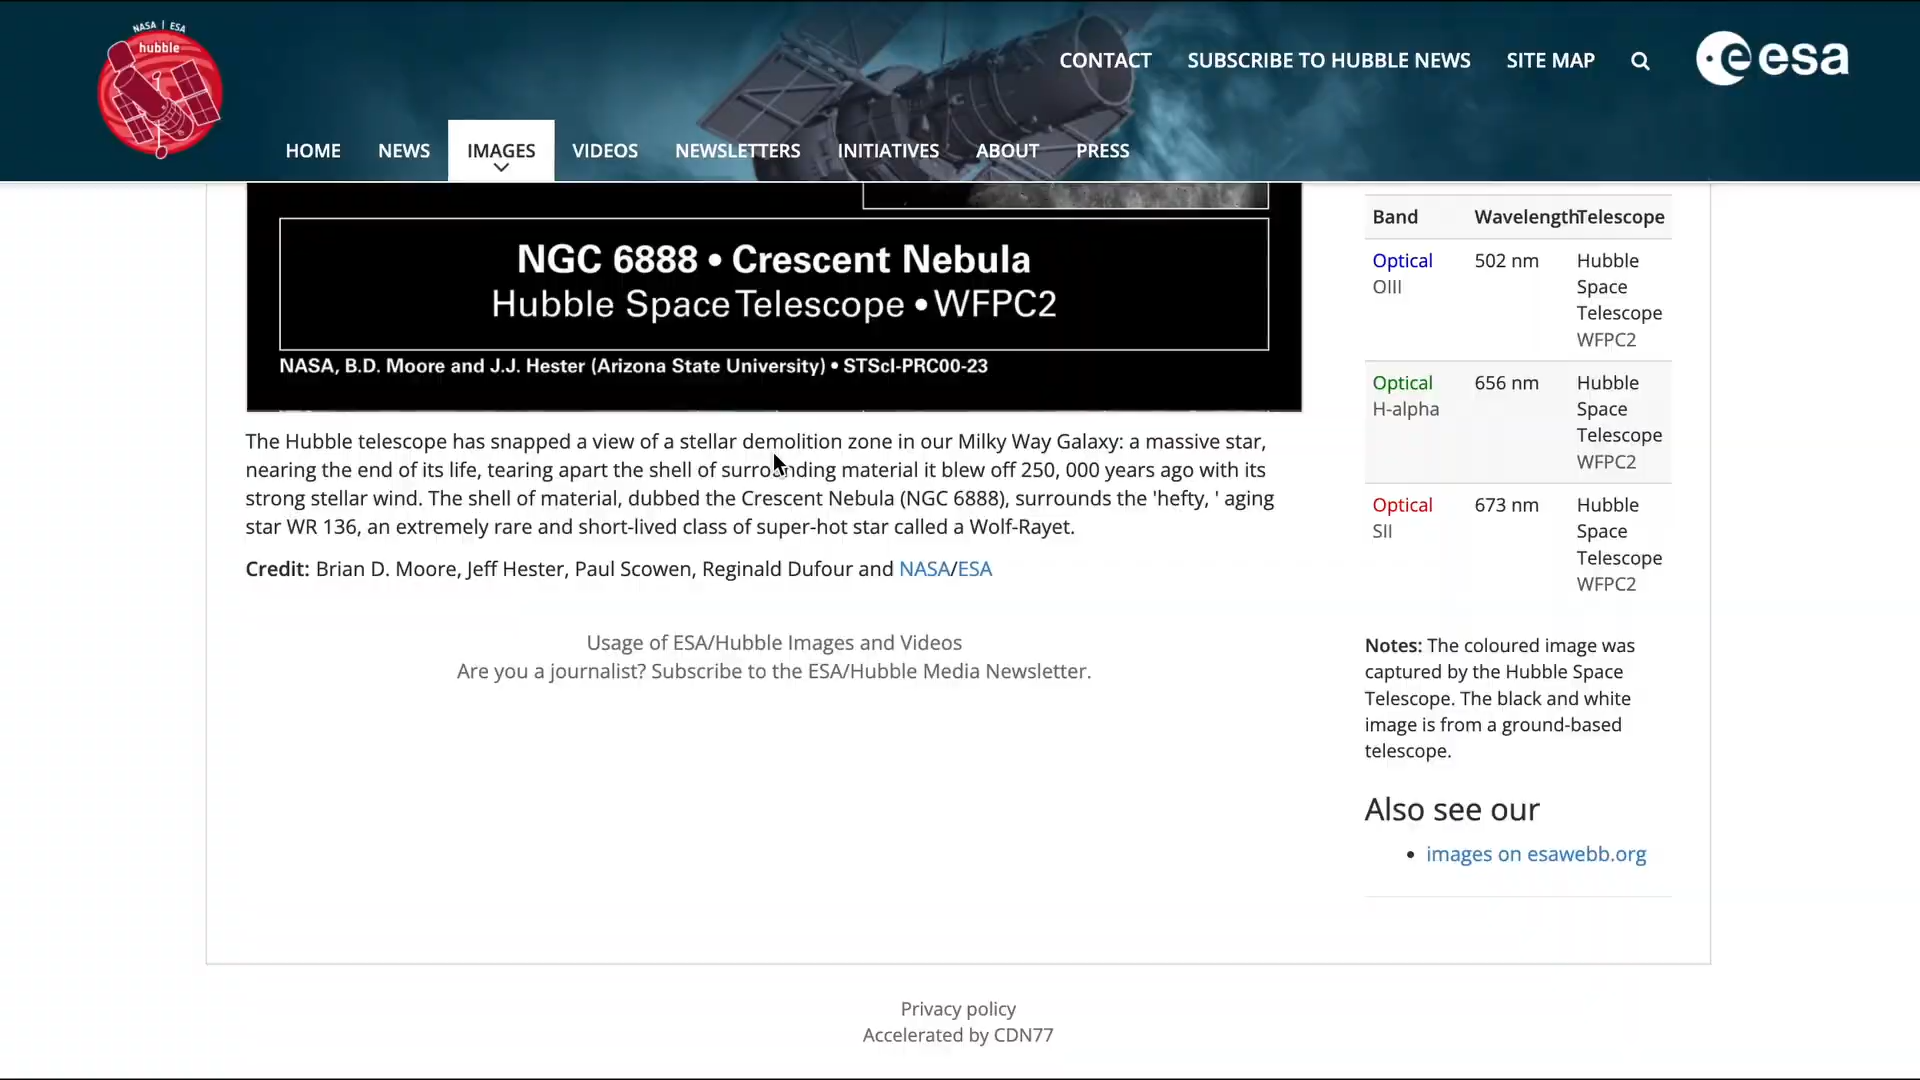 NASA | ESA
hubble
CONTACT SUBSCRIBE TO HUBBLE NEWS SITE MAP
esa
HOME NEWS IMAGES VIDEOS NEWSLETTERS INITIATIVES ABOUT PRESS
NGC 6888 • Crescent Nebula
Hubble Space Telescope • WFPC2
NASA, B.D. Moore and J.J. Hester (Arizona State University) • STScI-PRC00-23
The Hubble telescope has snapped a view of a stellar demolition zone in our Milky Way Galaxy: a massive star,
nearing the end of its life, tearing apart the shell of surrounding material it blew off 250, 000 years ago with its
strong stellar wind. The shell of material, dubbed the Crescent Nebula (NGC 6888), surrounds the 'hefty, ' aging
star WR 136, an extremely rare and short-lived class of super-hot star called a Wolf-Rayet.
Credit: Brian D. Moore, Jeff Hester, Paul Scowen, Reginald Dufour and NASA/ESA
Usage of ESA/Hubble Images and Videos
Are you a journalist? Subscribe to the ESA/Hubble Media Newsletter.
Band Wavelength Telescope
Optical 502 nm Hubble
OIII Space
Telescope
WFPC2
Optical 656 nm Hubble
H-alpha Space
Telescope
WFPC2
Optical 673 nm Hubble
SII Space
Telescope
WFPC2
Notes: The coloured image was
captured by the Hubble Space
Telescope. The black and white
image is from a ground-based
telescope.
Also see our
• images on esawebb.org
Privacy policy
Accelerated by CDN77